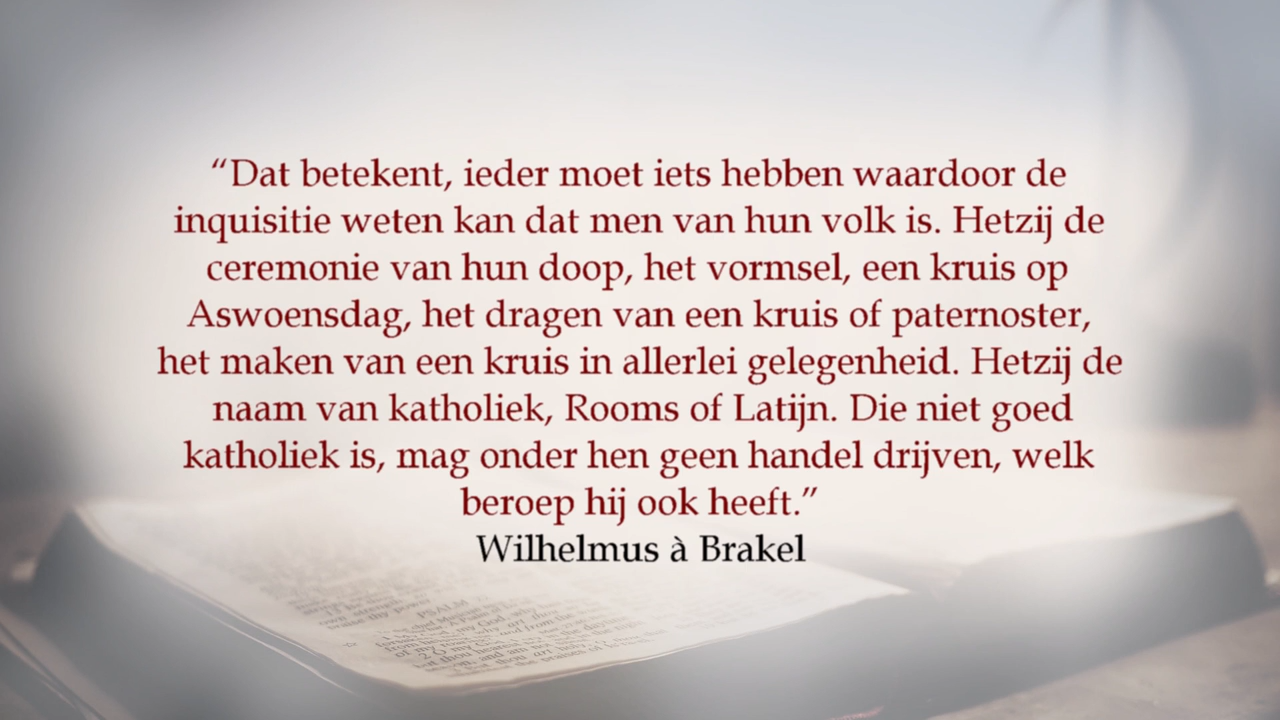 “Dat betekent, ieder moet iets hebben waardoor de
inquisitie weten kan dat men van hun volk is. Hetzij de
ceremonie van hun doop, het vormsel, een kruis op
Aswoensdag, het dragen van een kruis of paternoster,
het maken van een kruis in allerlei gelegenheid. Hetzij de
naam van katholiek, Rooms of Latijn. Die niet goed
katholiek is, mag onder hen geen handel drijven, welk
beroep hij ook heeft.”
Wilhelmus à Brakel
PSALM